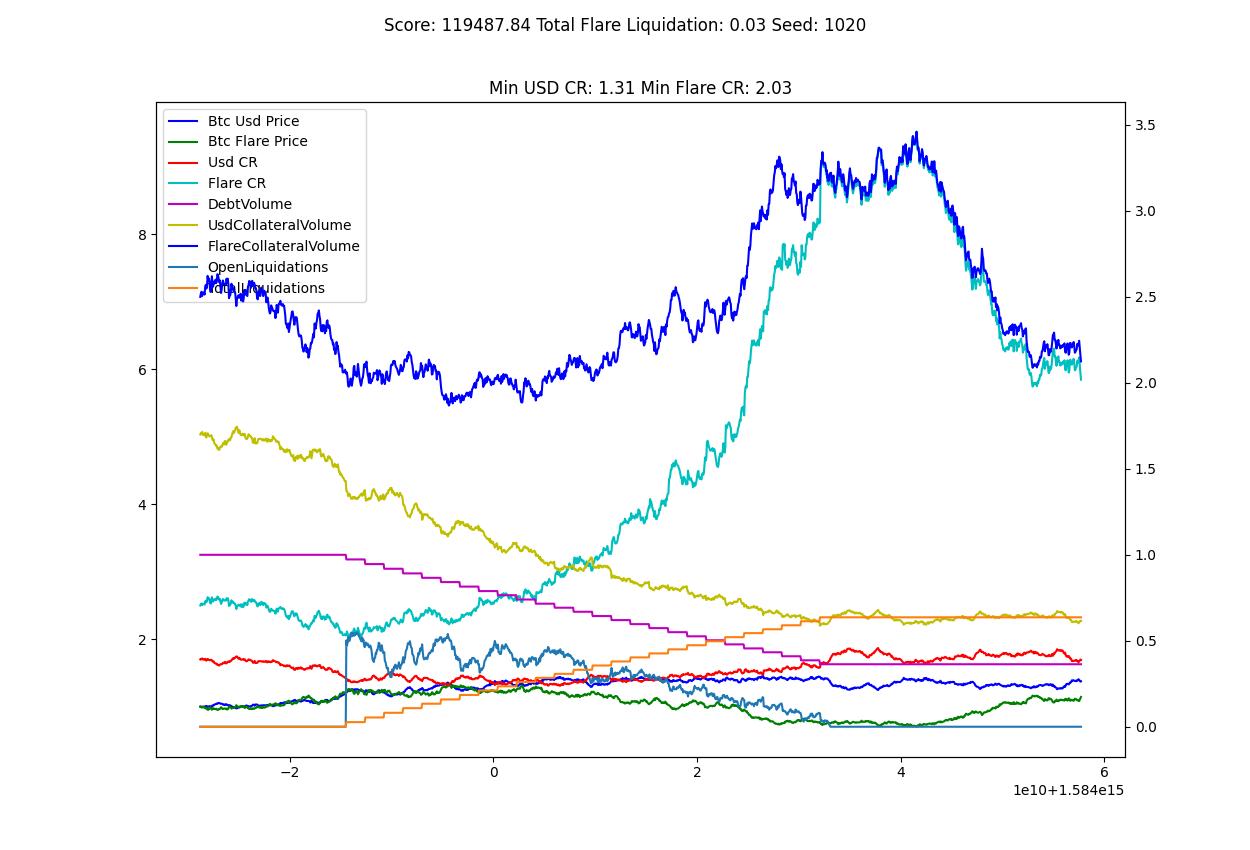 Score: 119487.84 Total Flare Liquidation: 0.03 Seed: 1020
Min USD CR: 1.31 Min Flare CR: 2.03
Btc Usd Price
Btc Flare Price
Usd CR
Flare CR
DebtVolume
UsdCollateralVolume
FlareCollateralVolume
OpenLiquidations
TotalLiquidations
8
6
4
2
3.5
3.0
2.5
2.0
1.5
1.0
0.5
0.0
−2
0
2
4
6
1e10+1.584e15